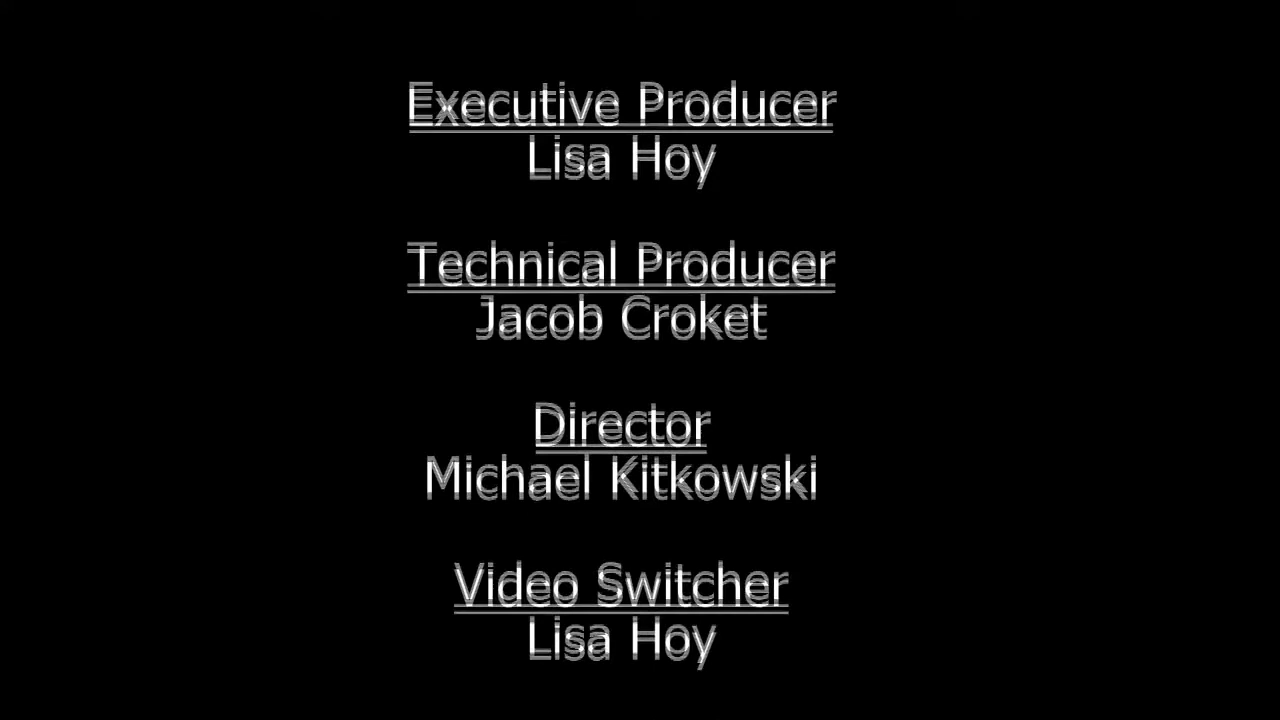 Executive Producer
Lisa Hoy
Technical Producer
Jacob Croket
Director
Michael Kitkowski
Video Switcher
Lisa Hoy